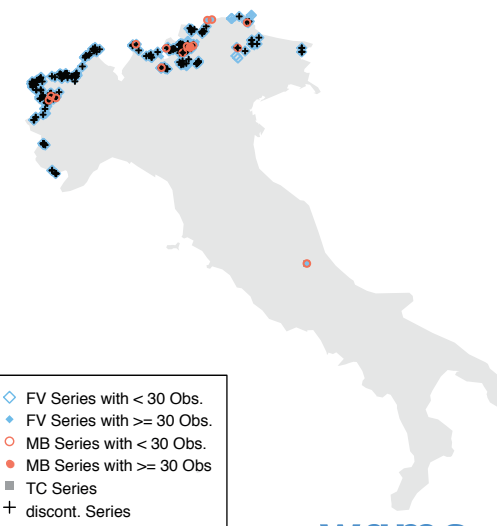 FV Series with < 30 Obs.
FV Series with >= 30 Obs.
MB Series with < 30 Obs.
MB Series with >= 30 Obs
TC Series
discont. Series